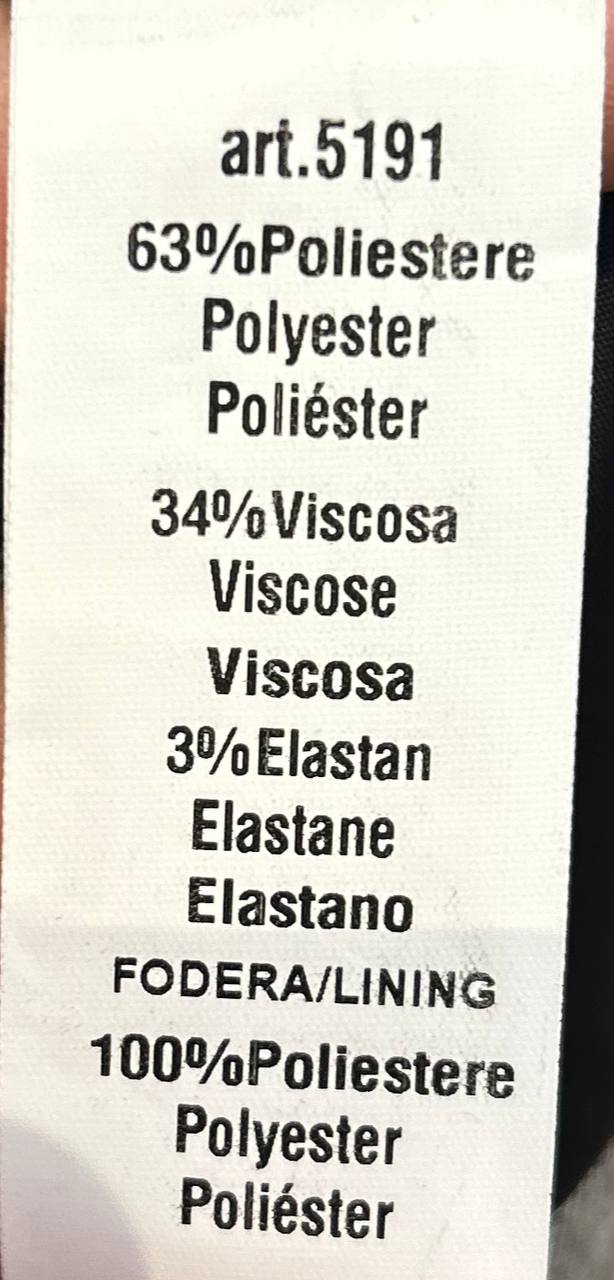 art.5191
63%Poliestere
Polyester
Poliéster
34%Viscosa
Viscose
Viscosa
3%Elastan
Elastane
Elastano
FODERA/LINING
100%Poliestere
Polyester
Poliéster